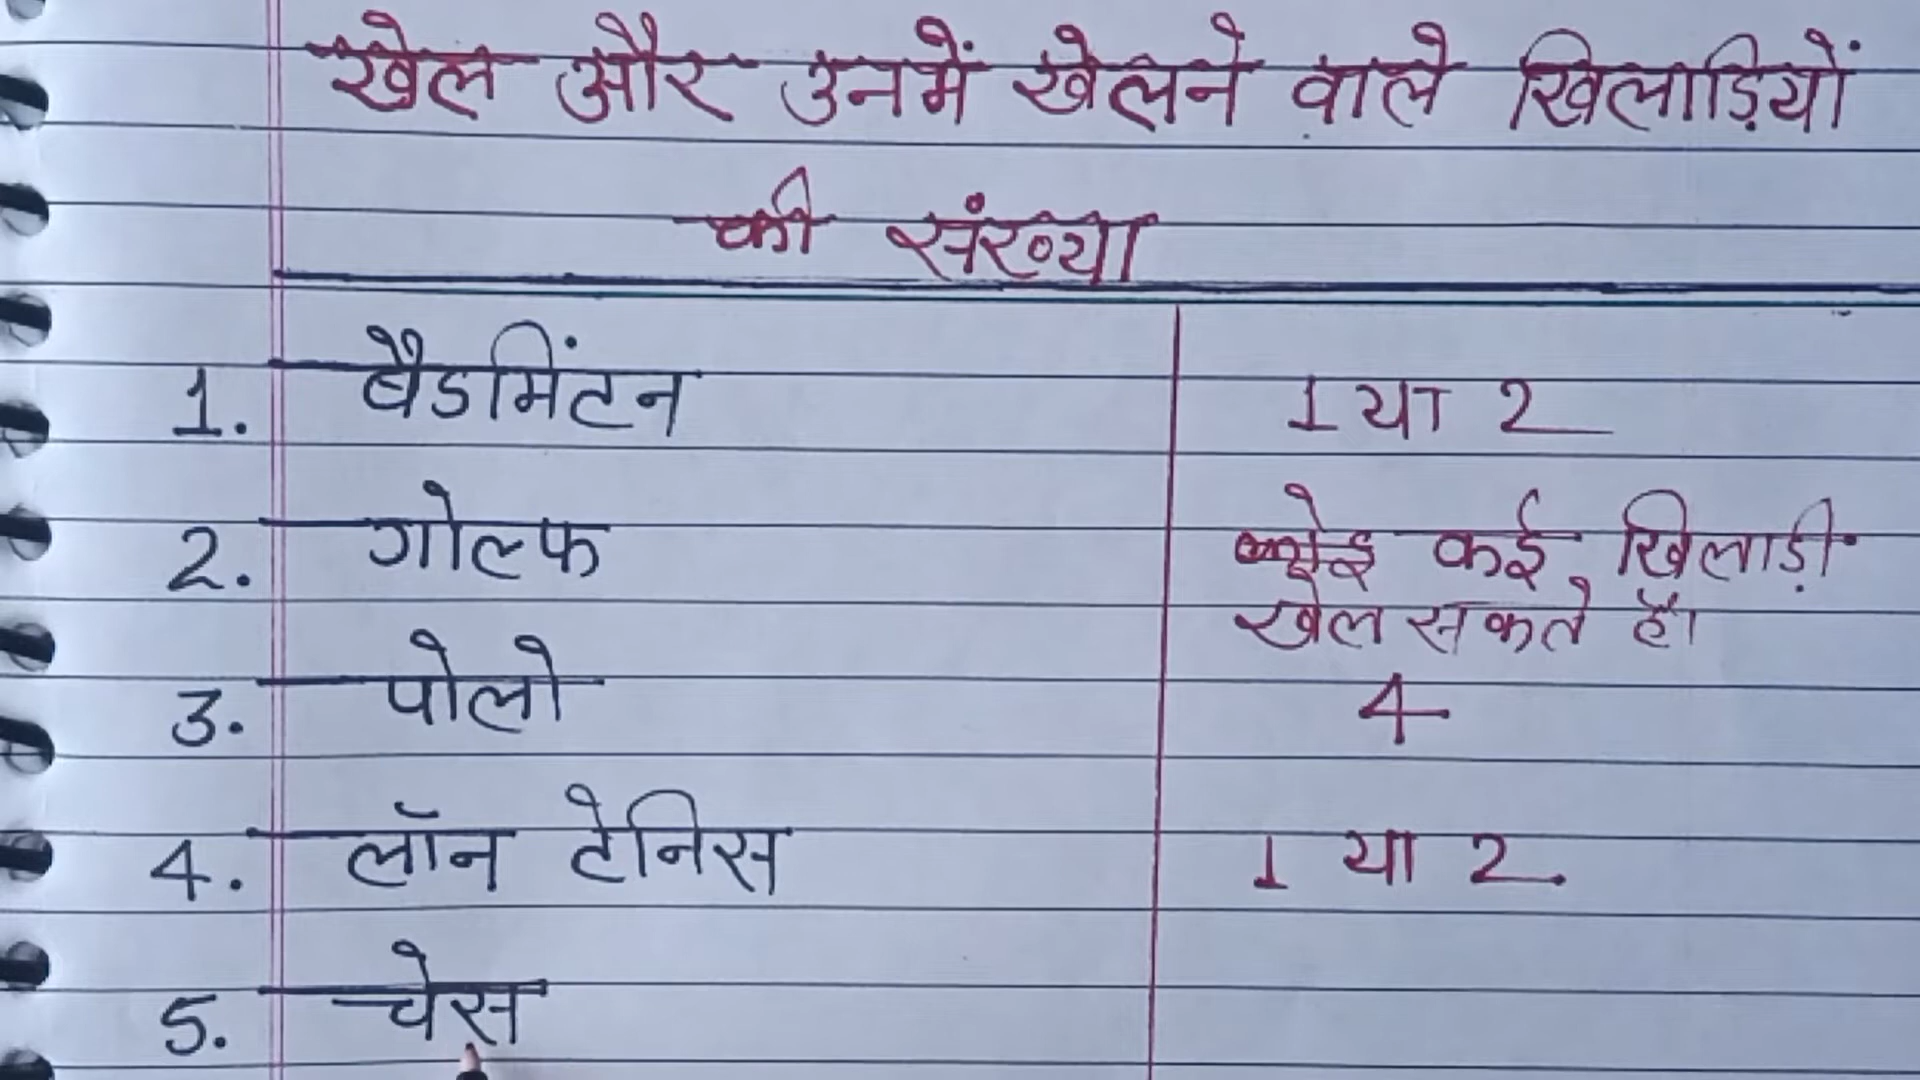 खेल और उनमें खेलने वाले खिलाड़ियों
की संख्या
1. बैडमिंटन 1 या 2
2. गोल्फ कई खिलाड़ी
खेल सकते हैं।
3. पोलो 4
4. लॉन टेनिस 1 या 2.
5. चेस